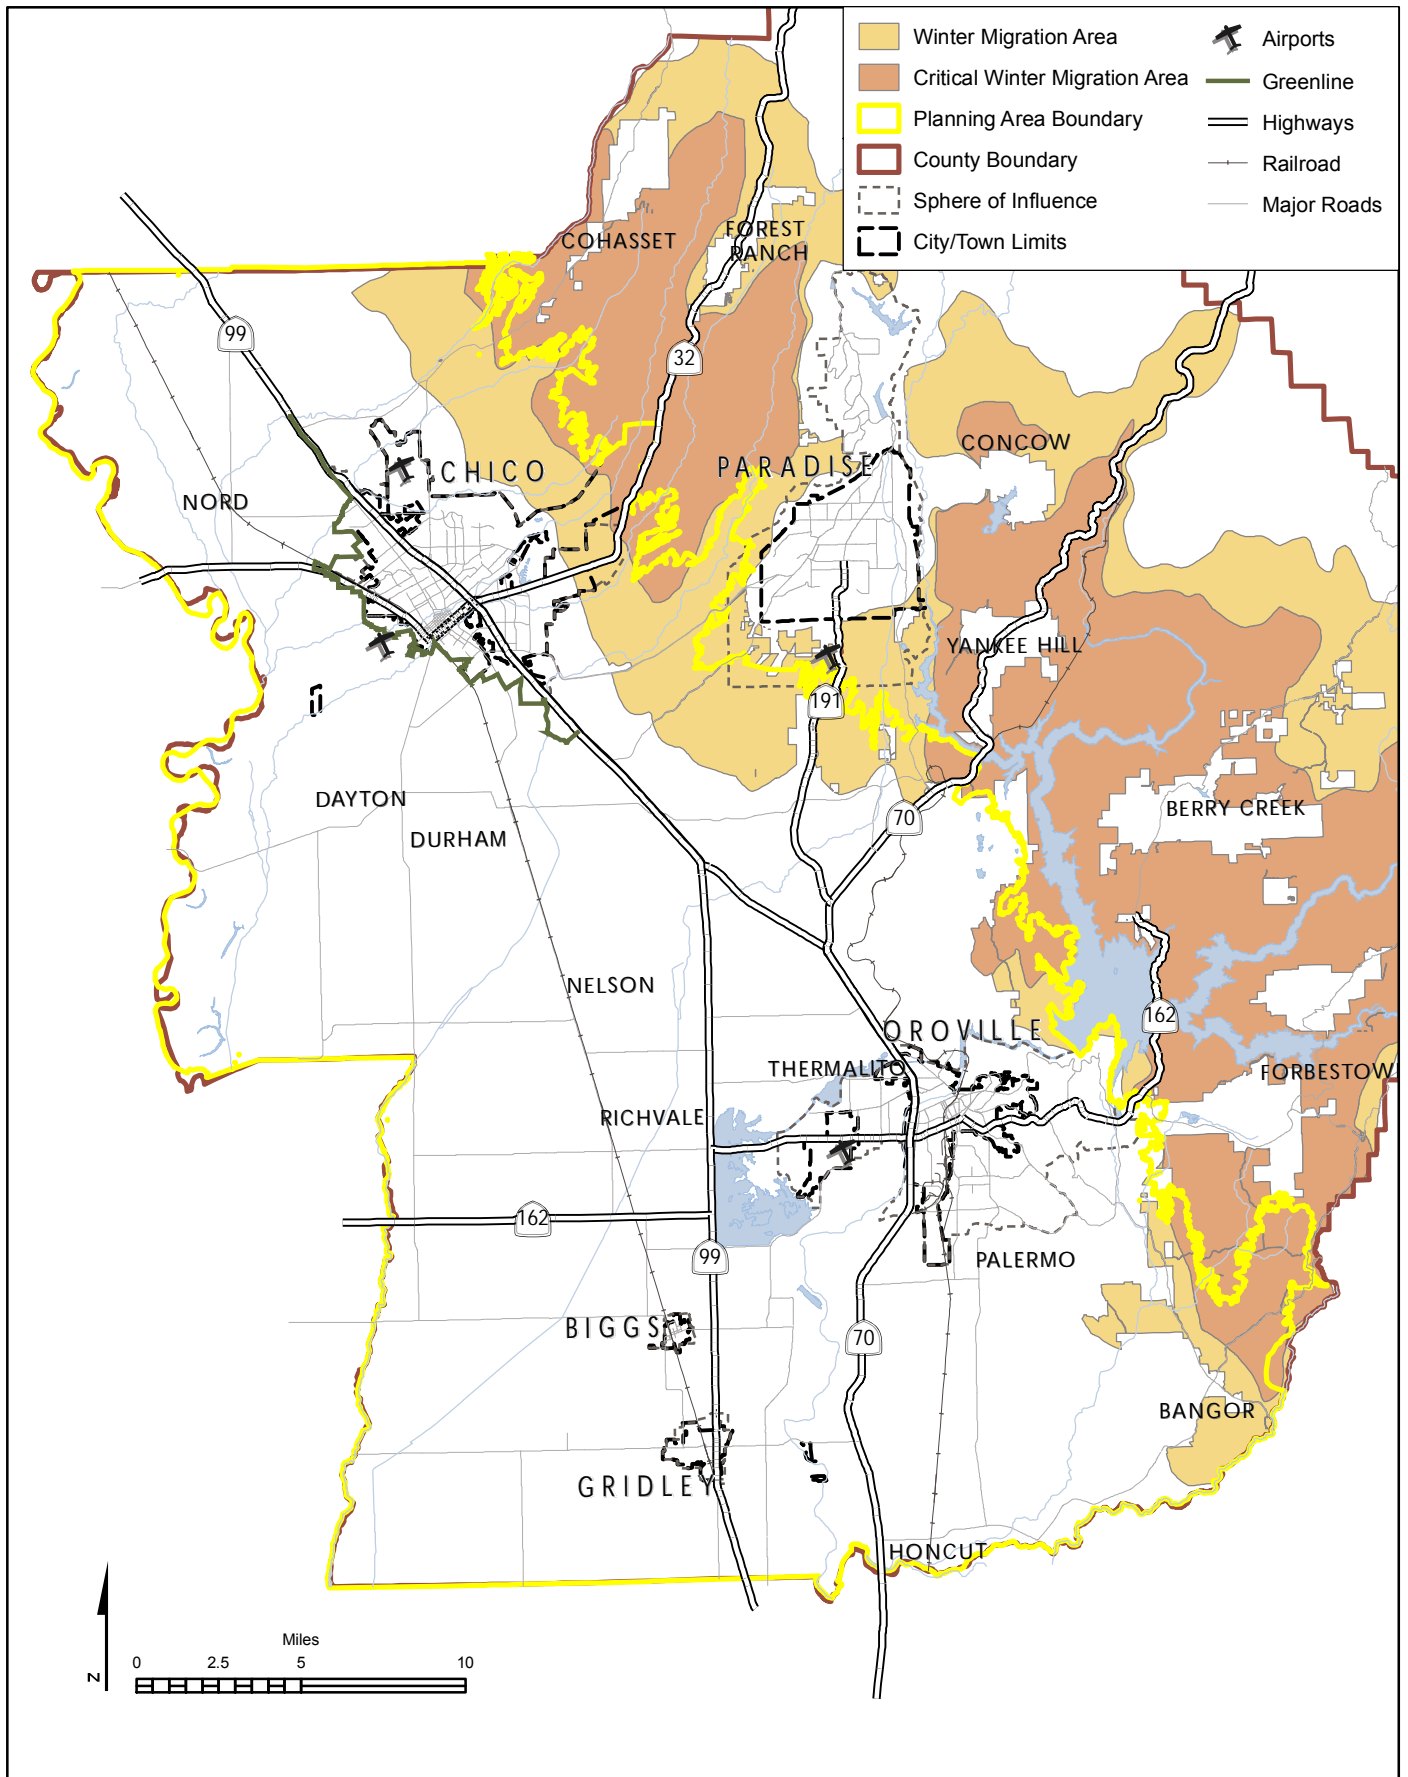 Winter Migration Area
Critical Winter Migration Area
Planning Area Boundary
County Boundary
Sphere of Influence
City/Town Limits
Airports
Greenline
Highways
Railroad
Major Roads
COHASSET
FOREST
RANCH
99
32
CONCOW
CHICO
PARADISE
NORD
YANKEE HILL
191
DAYTON
BERRY CREEK
70
DURHAM
NELSON
162
OROVILLE
THERMALITO
FORBESTOW
RICHVALE
162
99
PALERMO
BIGGS
70
BANGOR
GRIDLEY
HONCUT
Miles
0
2.5
5
10
N